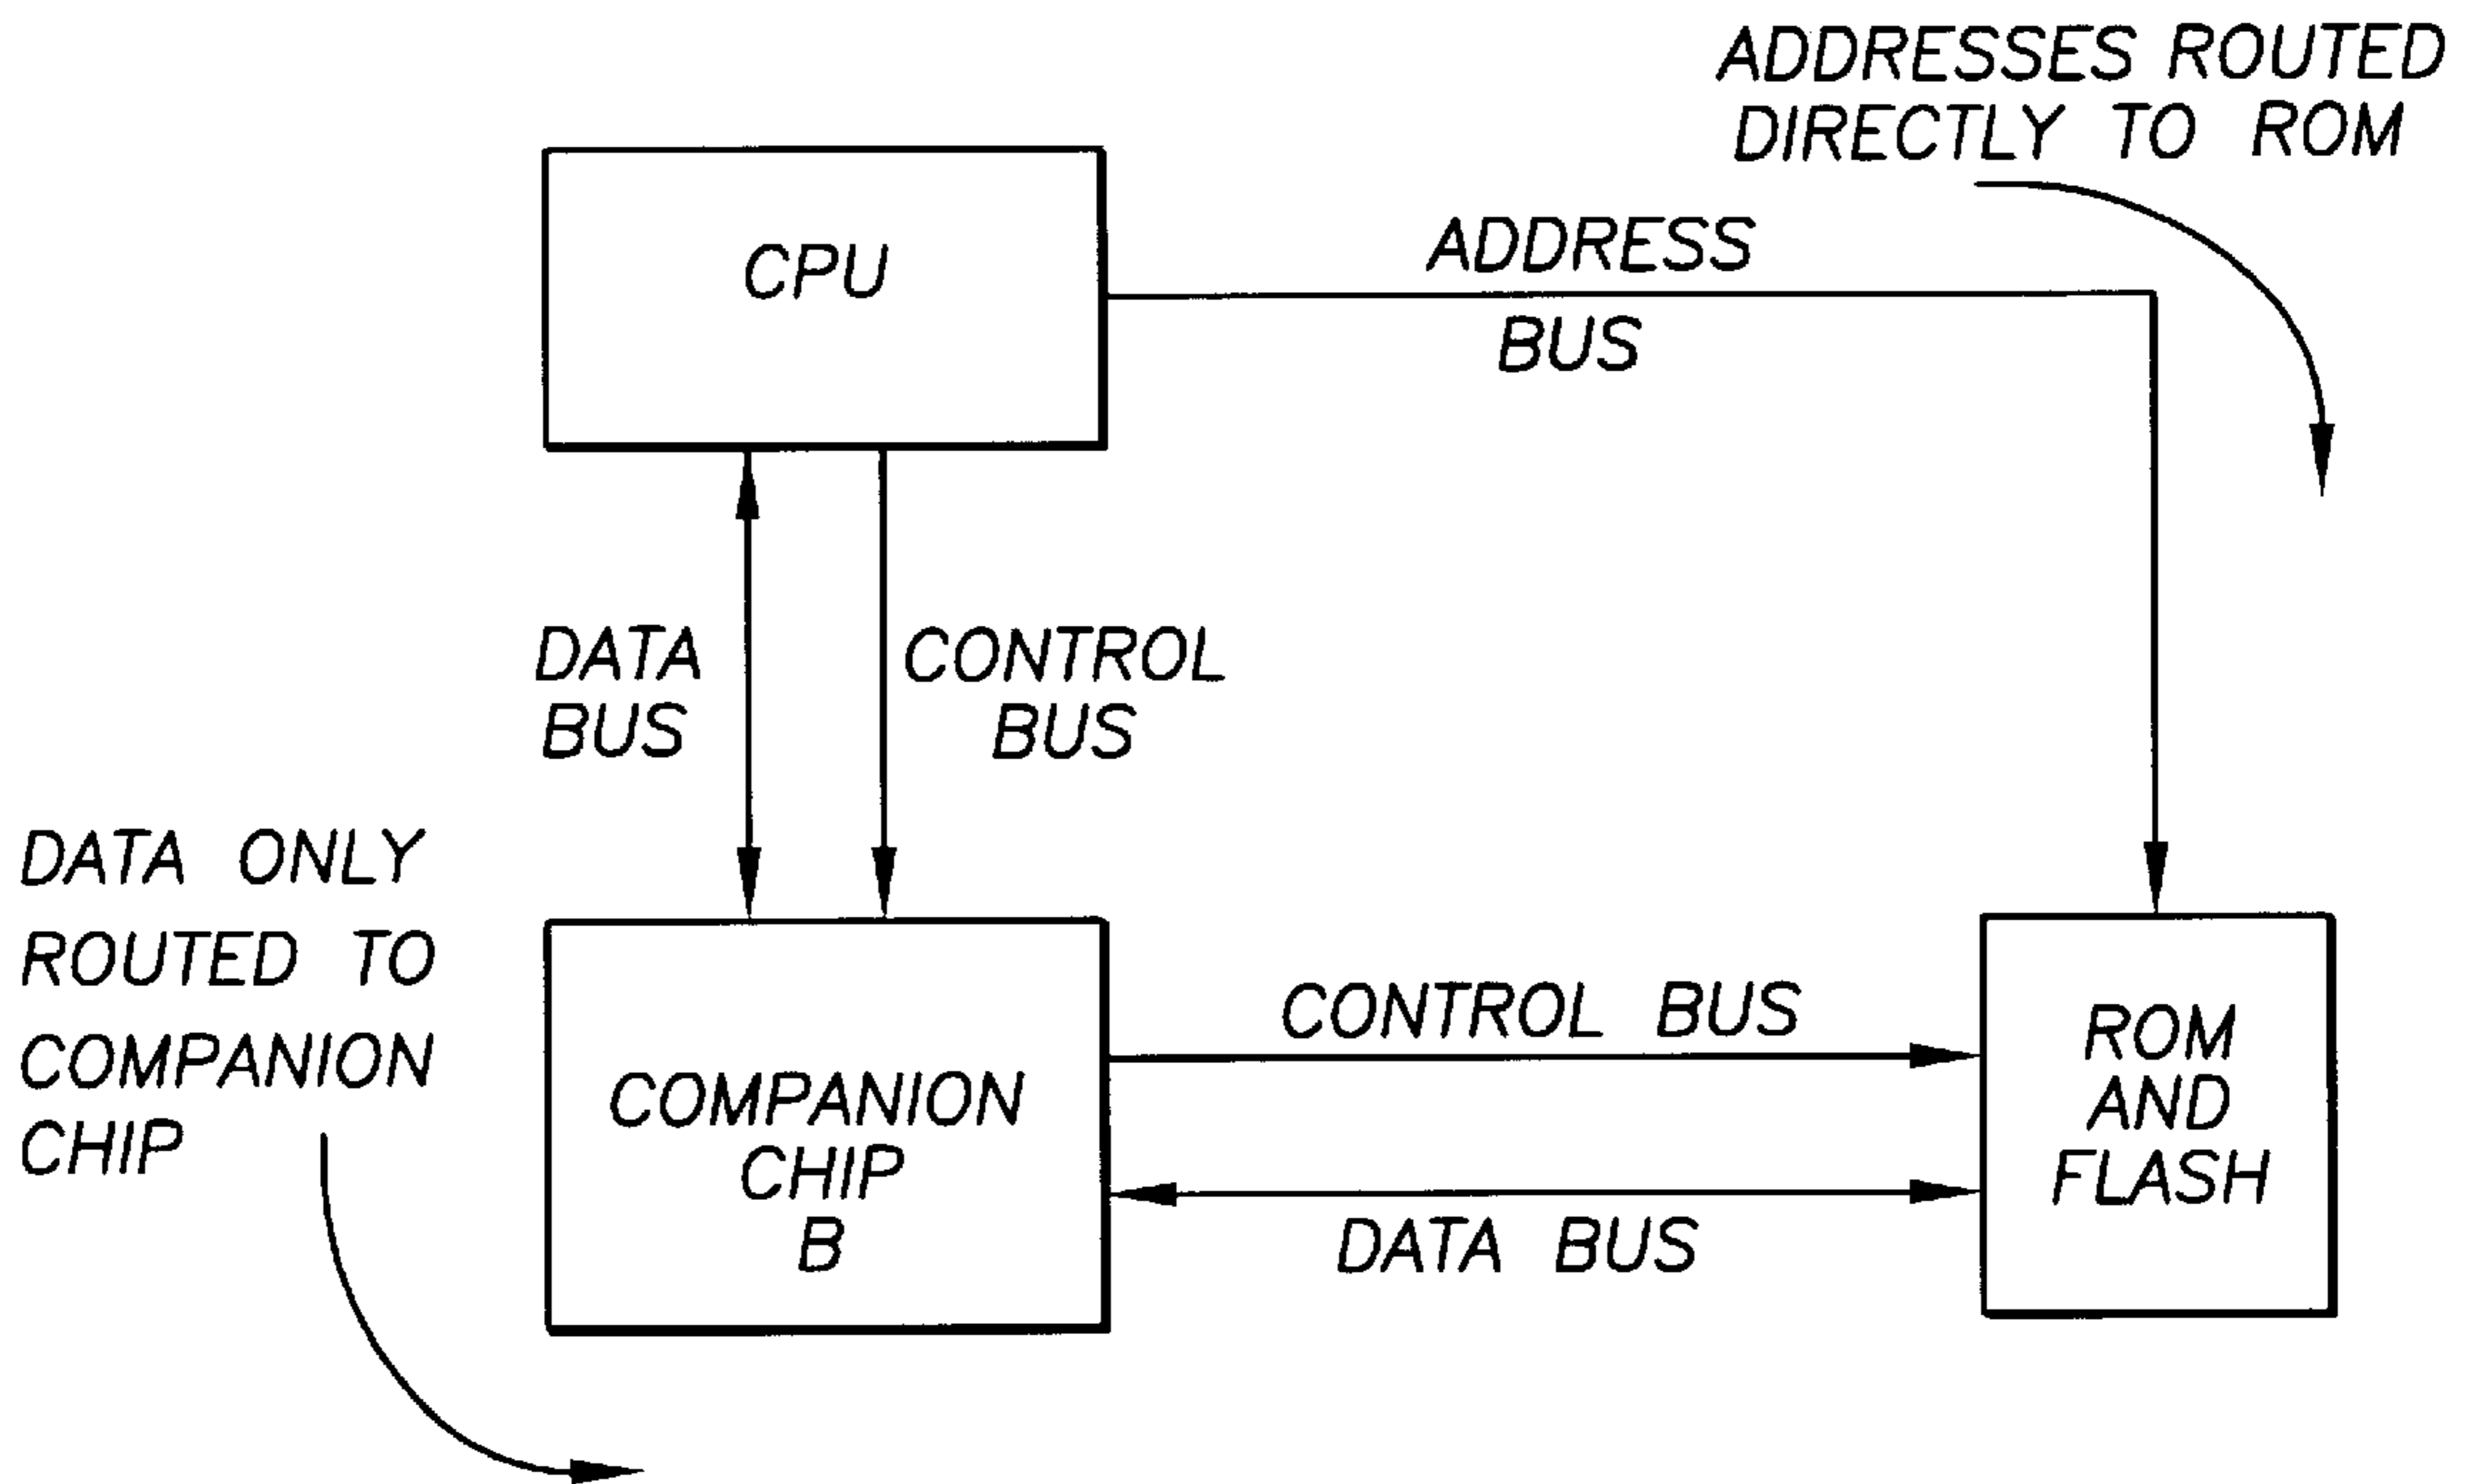 ADDRESSES ROUTED
DIRECTLY TO ROM
CPU
ADDRESS
BUS
DATA
BUS
CONTROL
BUS
DATA ONLY
ROUTED TO
COMPANION
CHIP
COMPANION
CHIP
B
CONTROL BUS
DATA BUS
ROM
AND
FLASH